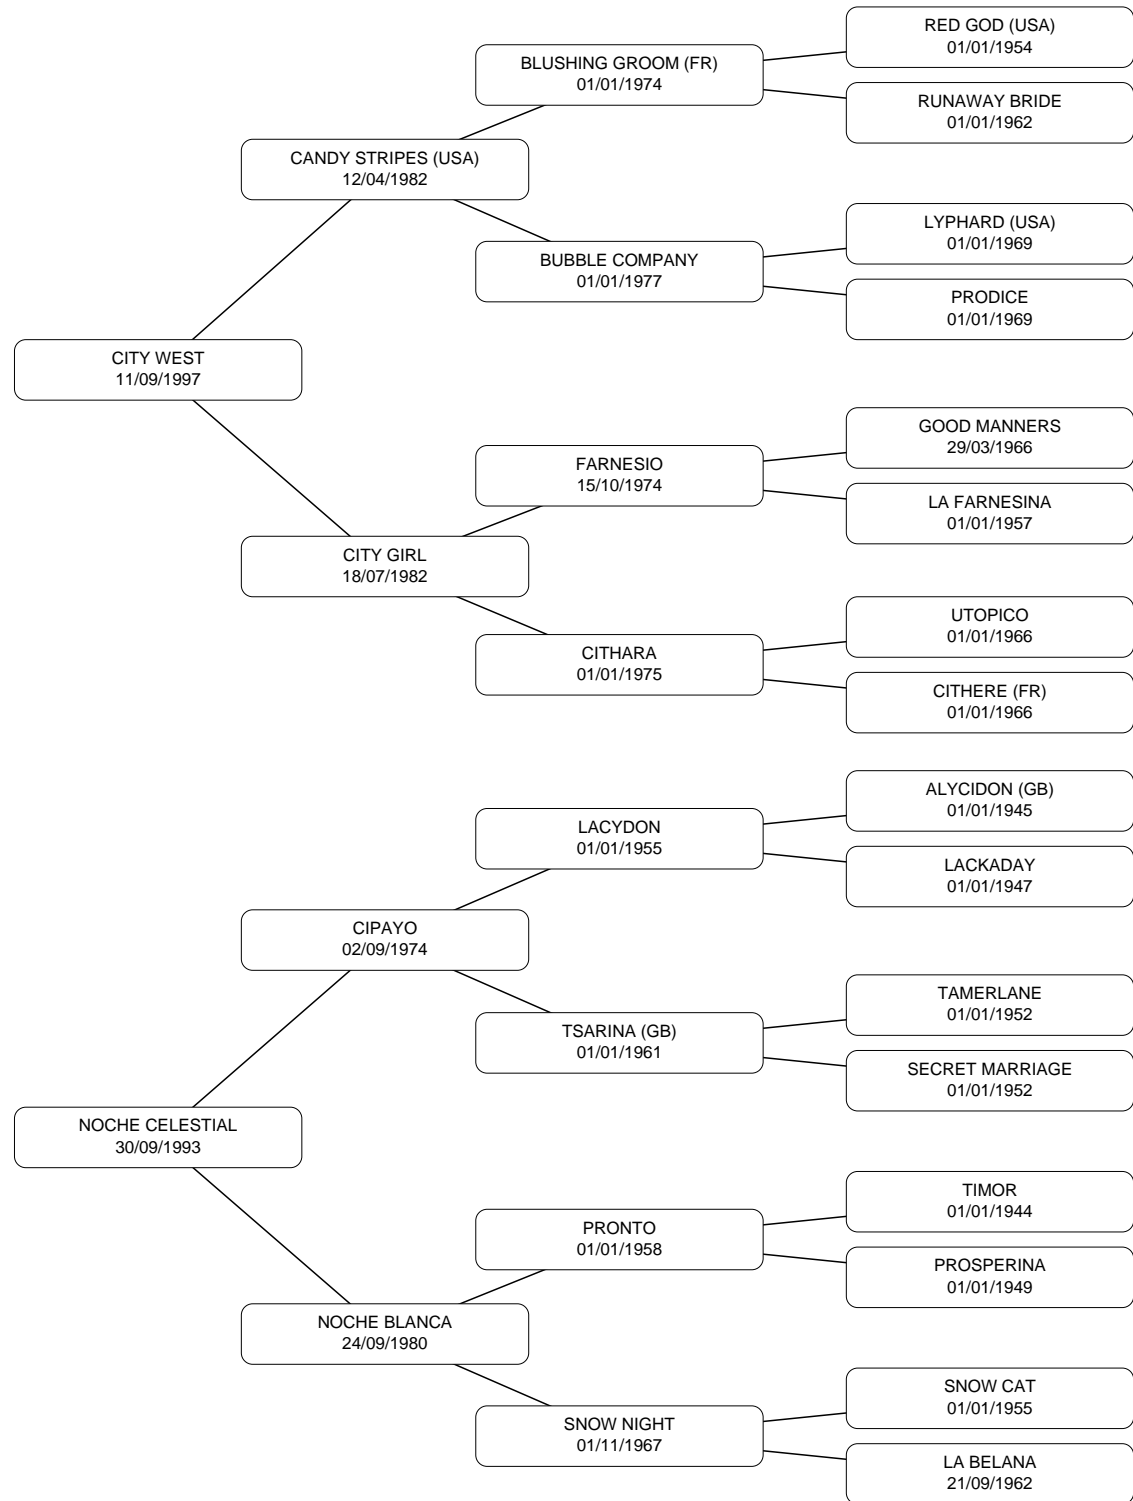 RED GOD (USA)
01/01/1954
BLUSHING GROOM (FR)
01/01/1974
RUNAWAY BRIDE
01/01/1962
CANDY STRIPES (USA)
12/04/1982
LYPHARD (USA)
01/01/1969
BUBBLE COMPANY
01/01/1977
PRODICE
01/01/1969
CITY WEST
11/09/1997
GOOD MANNERS
29/03/1966
FARNESIO
15/10/1974
LA FARNESINA
01/01/1957
CITY GIRL
18/07/1982
UTOPICO
01/01/1966
CITHARA
01/01/1975
CITHERE (FR)
01/01/1966
ALYCIDON (GB)
01/01/1945
LACYDON
01/01/1955
LACKADAY
01/01/1947
CIPAYO
02/09/1974
TAMERLANE
01/01/1952
TSARINA (GB)
01/01/1961
SECRET MARRIAGE
01/01/1952
NOCHE CELESTIAL
30/09/1993
TIMOR
01/01/1944
PRONTO
01/01/1958
PROSPERINA
01/01/1949
NOCHE BLANCA
24/09/1980
SNOW CAT
01/01/1955
SNOW NIGHT
01/11/1967
LA BELANA
21/09/1962